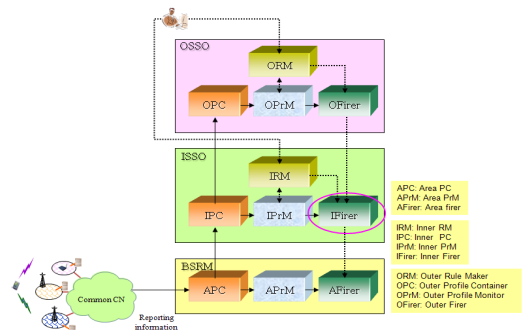 OSSO
ORM
OPC
OPrM
OFirer
ISSO
IRM
IPC
IPrM
IFirer
BSRM
APC
APrM
AFirer
Common CN
Reporting
information
APC: Area PC
APrM: Area PrM
AFirer: Area firer
IRM: Inner RM
IPC: Inner PC
IPrM: Inner PrM
IFirer: Inner Firer
ORM: Outer Rule Maker
OPC: Outer Profile Container
OPrM: Outer Profile Monitor
OFirer: Outer Firer